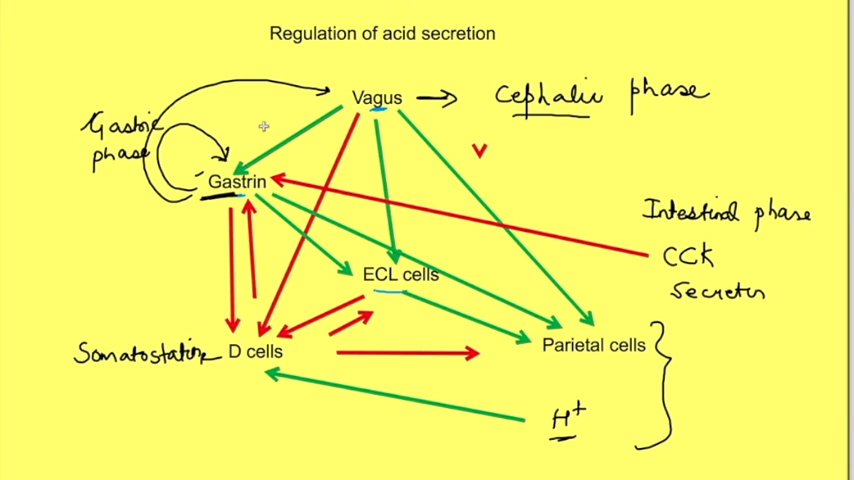 Regulation of acid secretion
Vagus
Cephalic phase
Gastric
phase
Gastrin
Intestinal phase
CCK
ECL cells
Somatostatin
D cells
Parietal cells
H+